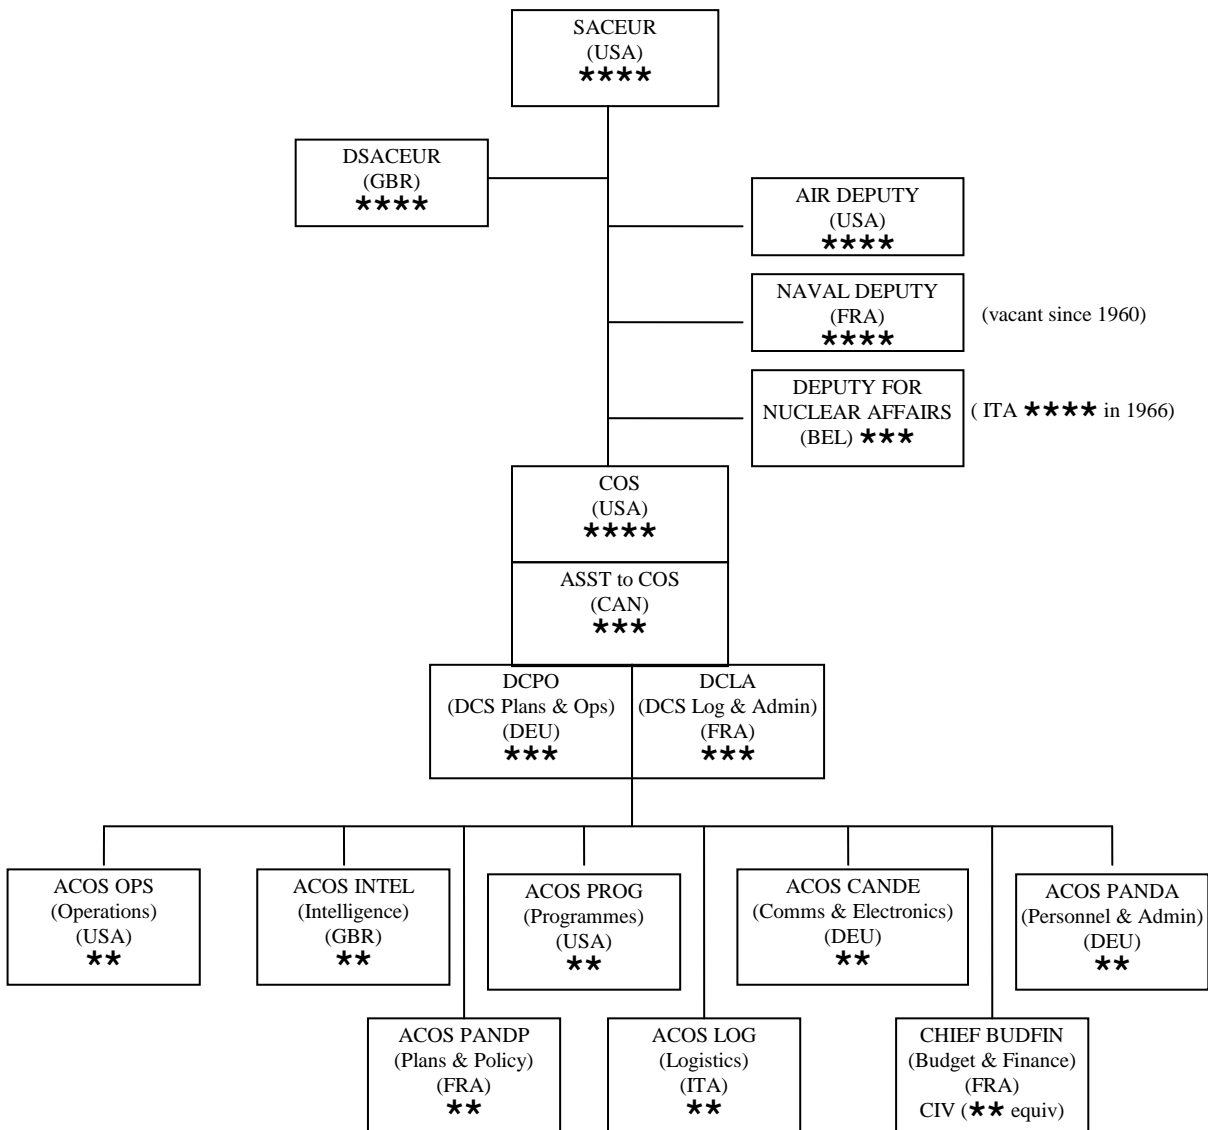 SACEUR
(USA)
★★★★
DSACEUR
(GBR)
★★★★
AIR DEPUTY
(USA)
★★★★
NAVAL DEPUTY
(FRA)
★★★★
(vacant since 1960)
DEPUTY FOR
NUCLEAR AFFAIRS
(BEL) ★★★
( ITA ★★★★ in 1966)
COS
(USA)
★★★★
ASST to COS
(CAN)
★★★
DCPO
(DCS Plans & Ops)
(DEU)
★★★
DCLA
(DCS Log & Admin)
(FRA)
★★★
ACOS OPS
(Operations)
(USA)
★★
ACOS INTEL
(Intelligence)
(GBR)
★★
ACOS PROG
(Programmes)
(USA)
★★
ACOS CANDE
(Comms & Electronics)
(DEU)
★★
ACOS PANDA
(Personnel & Admin)
(DEU)
★★
ACOS PANDP
(Plans & Policy)
(FRA)
★★
ACOS LOG
(Logistics)
(ITA)
★★
CHIEF BUDFIN
(Budget & Finance)
(FRA)
CIV (★★ equiv)